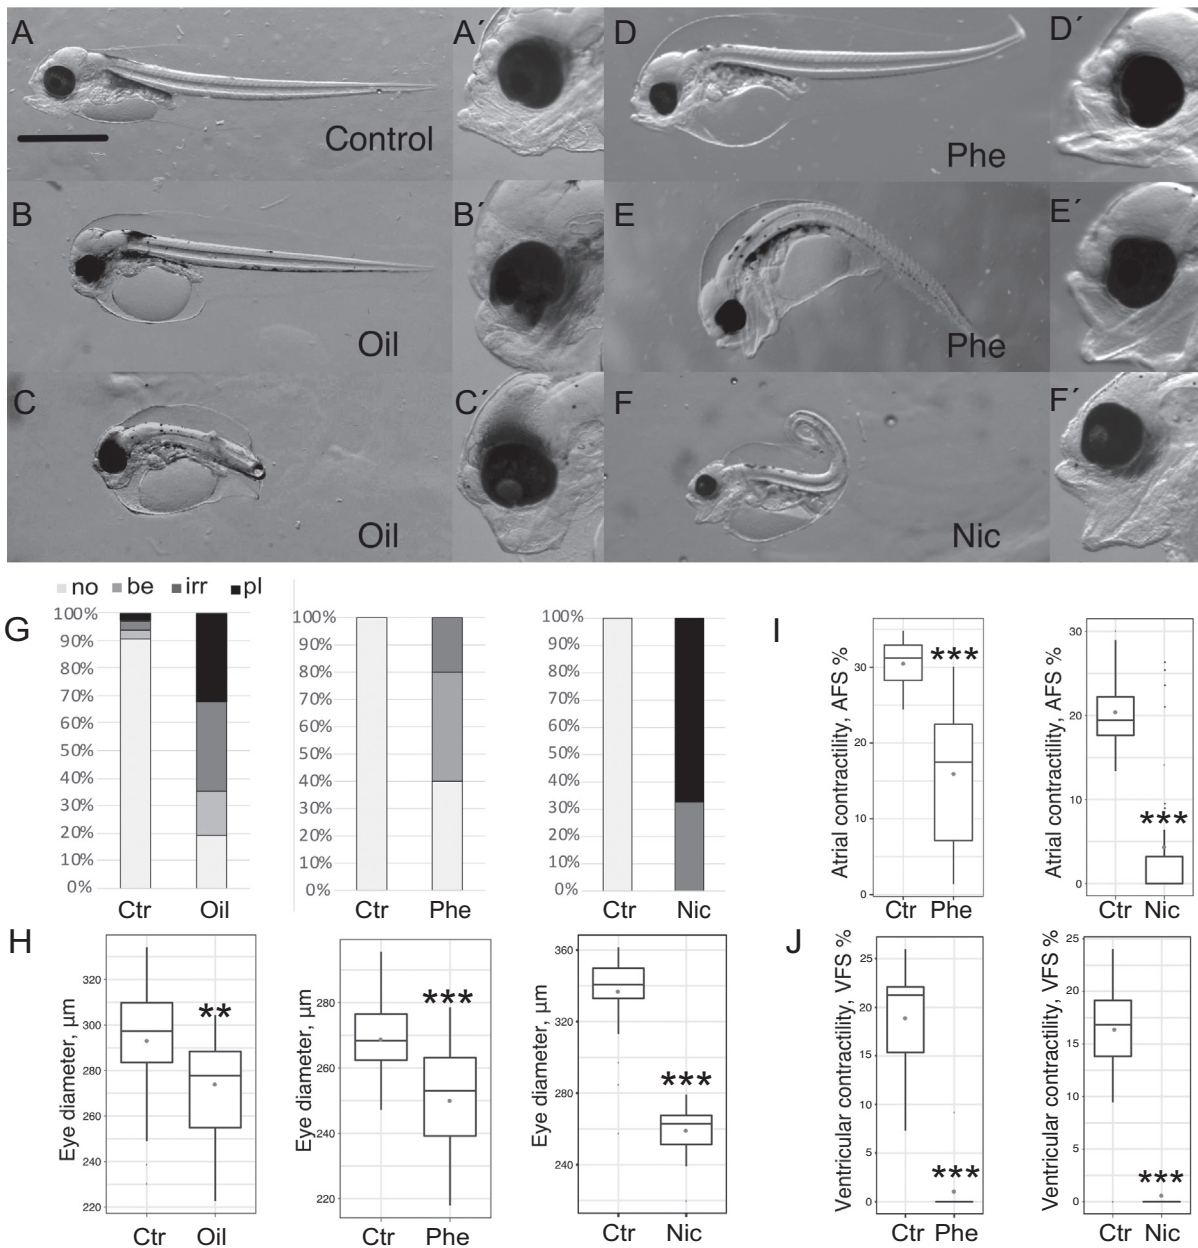 A A´ D D´
Control Phe
B B´ E E´
Oil Phe
C C´ F F´
Oil Nic
no be irr pl
G
100%
90%
80%
70%
60%
50%
40%
30%
20%
10%
0%
Ctr Oil
100%
90%
80%
70%
60%
50%
40%
30%
20%
10%
0%
Ctr Phe
100%
90%
80%
70%
60%
50%
40%
30%
20%
10%
0%
Ctr Nic
I
Atrial contractility, AFS %
30
20
10
0
***
Ctr Phe
Atrial contractility, AFS %
30
20
10
0
***
Ctr Nic
H
Eye diameter, µm
320
300
280
260
240
220
**
Ctr Oil
Eye diameter, µm
280
260
240
220
***
Ctr Phe
Eye diameter, µm
360
320
280
240
***
Ctr Nic
J
Ventricular contractility, VFS %
25
20
15
10
5
0
***
Ctr Phe
Ventricular contractility, VFS %
25
20
15
10
5
0
***
Ctr Nic